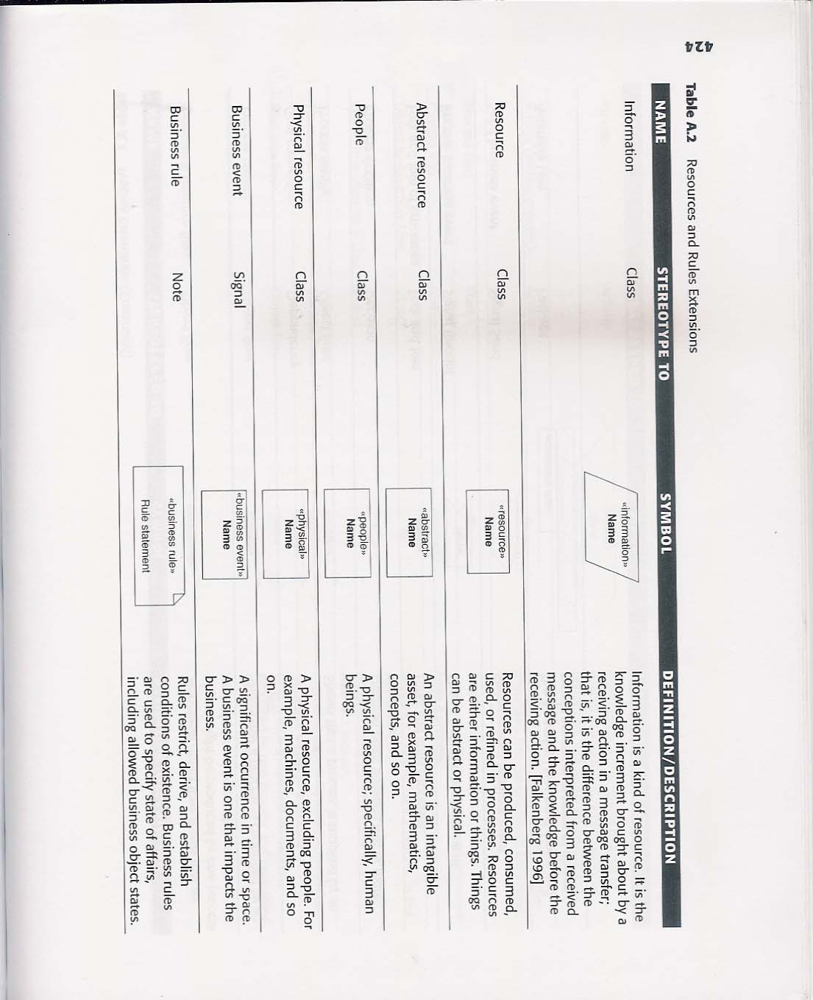 424
Table A.2 Resources and Rules Extensions
NAME STEREOTYPE TO SYMBOL DEFINITION/DESCRIPTION
Information Class «information» Information is a kind of resource. It is the
Name knowledge increment brought about by a
receiving action in a message transfer;
that is, it is the difference between the
conceptions interpreted from a received
message and the knowledge before the
receiving action. [Falkenberg 1996]
Resource Class «resource» Resources can be produced, consumed,
Name used, or refined in processes. Resources
are either information or things. Things
can be abstract or physical.
Abstract resource Class «abstract» An abstract resource is an intangible
Name asset, for example, mathematics,
concepts, and so on.
People Class «people» A physical resource; specifically, human
Name beings.
Physical resource Class «physical» A physical resource, excluding people. For
Name example, machines, documents, and so
on.
Business event Signal «business event» A significant occurrence in time or space.
Name A business event is one that impacts the
business.
Business rule Note «business rule» Rules restrict, derive, and establish
Rule statement conditions of existence. Business rules
are used to specify state of affairs,
including allowed business object states.